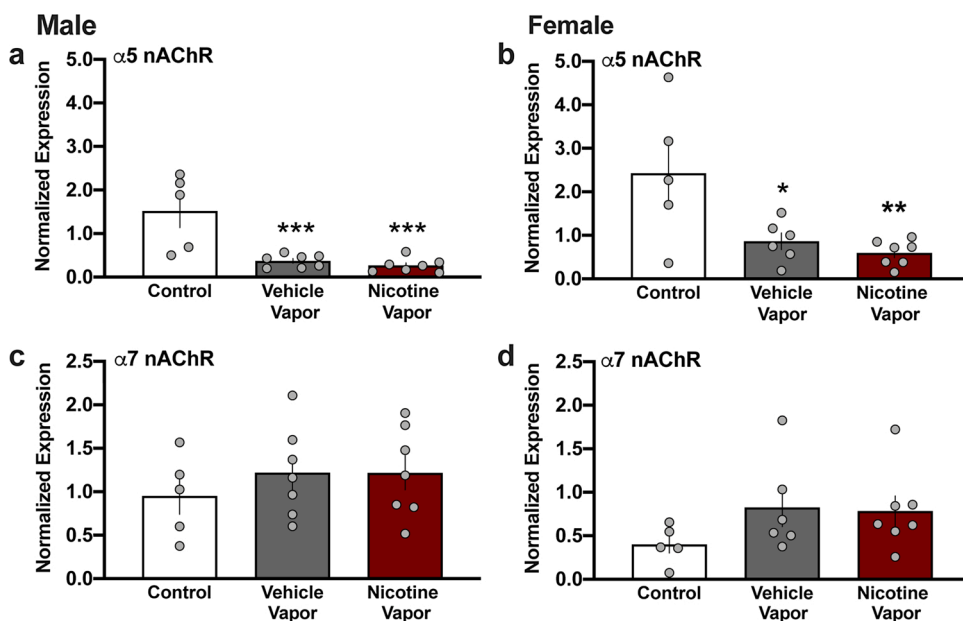 Male
Female
a
α5 nAChR
Normalized Expression
5.0
4.0
3.0
2.0
1.0
0.0
***
***
Control
Vehicle
Vapor
Nicotine
Vapor
b
α5 nAChR
Normalized Expression
5.0
4.0
3.0
2.0
1.0
0.0
*
**
Control
Vehicle
Vapor
Nicotine
Vapor
c
α7 nAChR
Normalized Expression
2.5
2.0
1.5
1.0
0.5
0.0
Control
Vehicle
Vapor
Nicotine
Vapor
d
α7 nAChR
Normalized Expression
2.5
2.0
1.5
1.0
0.5
0.0
Control
Vehicle
Vapor
Nicotine
Vapor